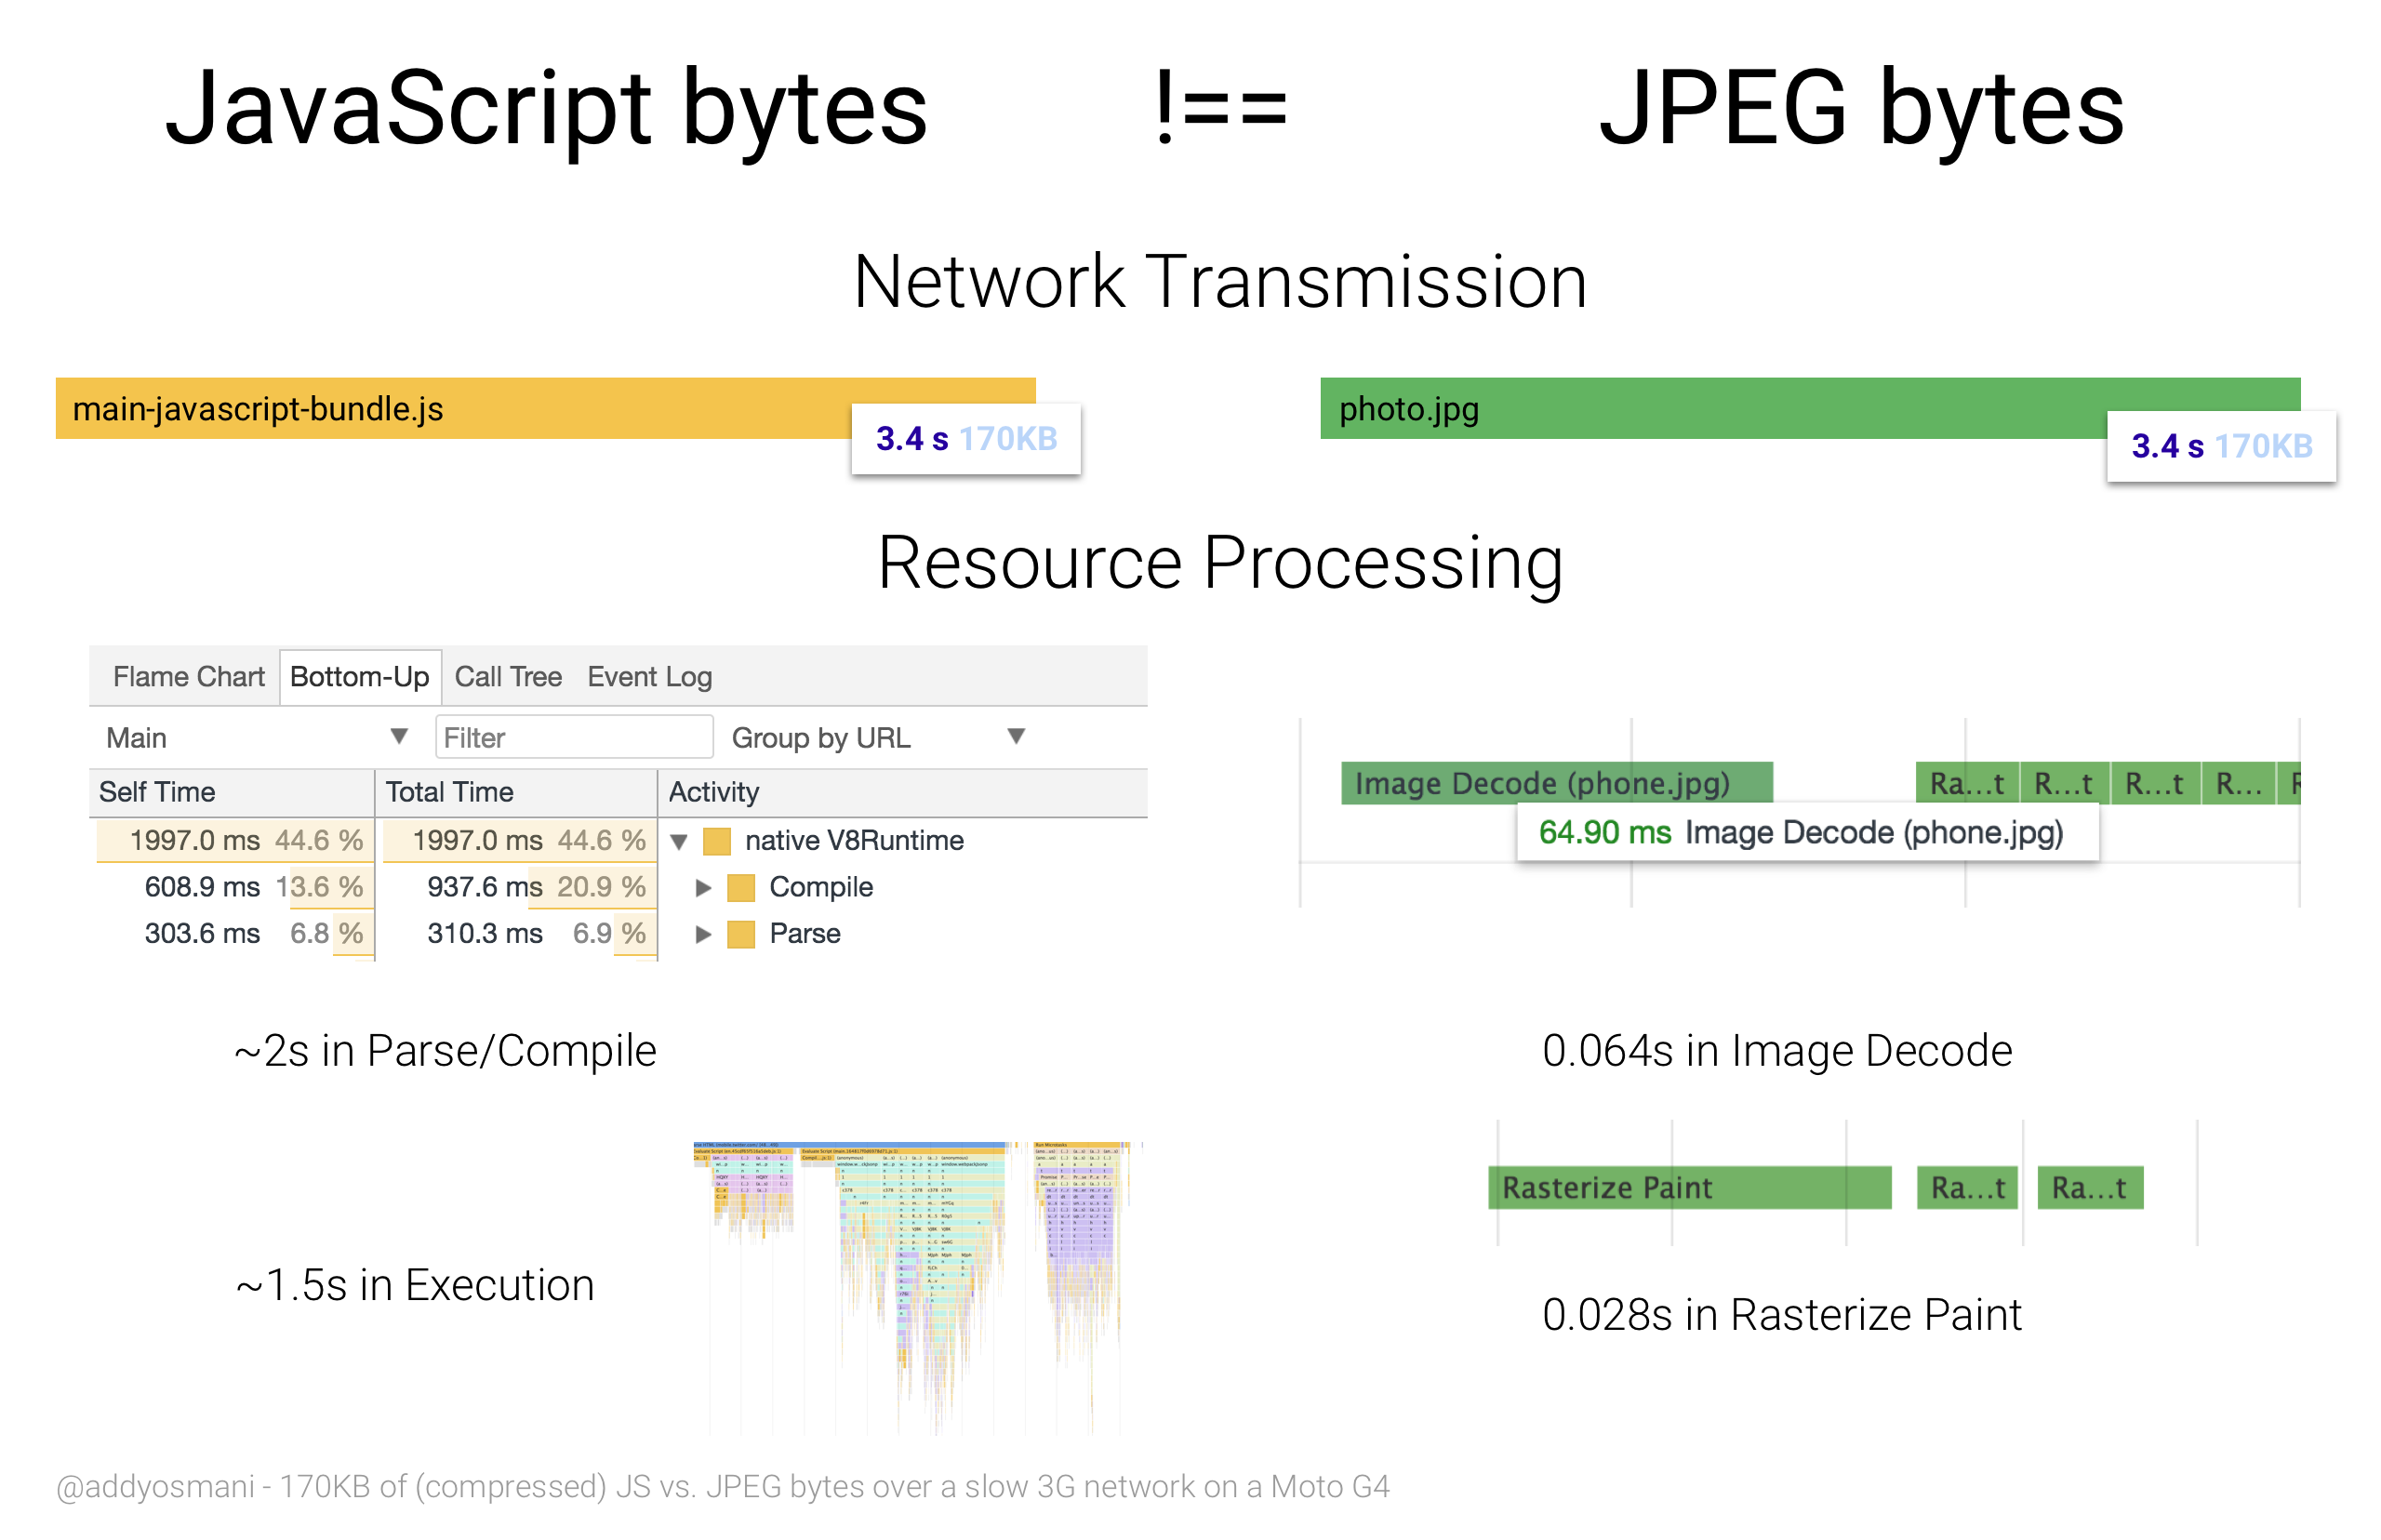 JavaScript bytes !== JPEG bytes
Network Transmission
main-javascript-bundle.js
3.4 s 170KB
photo.jpg
3.4 s 170KB
Resource Processing
Flame Chart Bottom-Up Call Tree Event Log
Main ▼ Filter Group by URL ▼
Self Time Total Time Activity
1997.0 ms 44.6 % 1997.0 ms 44.6 % native V8Runtime
608.9 ms 13.6 % 937.6 ms 20.9 % Compile
303.6 ms 6.8 % 310.3 ms 6.9 % Parse
Image Decode (phone.jpg) Ra...t R...t R...t R... R
64.90 ms Image Decode (phone.jpg)
~2s in Parse/Compile
0.064s in Image Decode
~1.5s in Execution
Rasterize Paint Ra...t Ra...t
0.028s in Rasterize Paint
@addyosmani - 170KB of (compressed) JS vs. JPEG bytes over a slow 3G network on a Moto G4